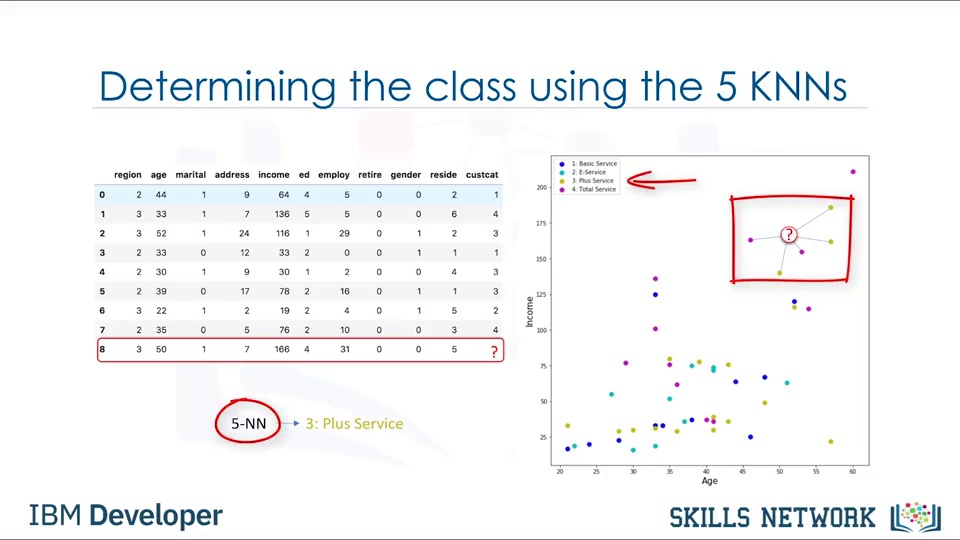 Determining the class using the 5 KNNs
region age marital address income ed employ retire gender reside custcat
0 2 44 1 9 64 4 5 0 0 2 1
1 3 33 1 7 136 5 5 0 0 6 4
2 3 52 1 24 116 1 29 0 1 2 3
3 2 33 0 12 33 2 0 0 1 1 1
4 2 30 1 9 30 1 2 0 0 4 3
5 2 39 0 17 78 2 16 0 1 1 3
6 3 22 1 2 19 2 4 0 1 5 2
7 2 35 0 5 76 2 10 0 0 3 4
8 3 50 1 7 166 4 31 0 0 5 ?
5-NN 3: Plus Service
1: Basic Service
2: E-Service
3: Plus Service
4: Total Service
?
Income
200
175
150
125
100
75
50
25
20 25 30 35 40 45 50 55 60
Age
IBM Developer
SKILLS NETWORK